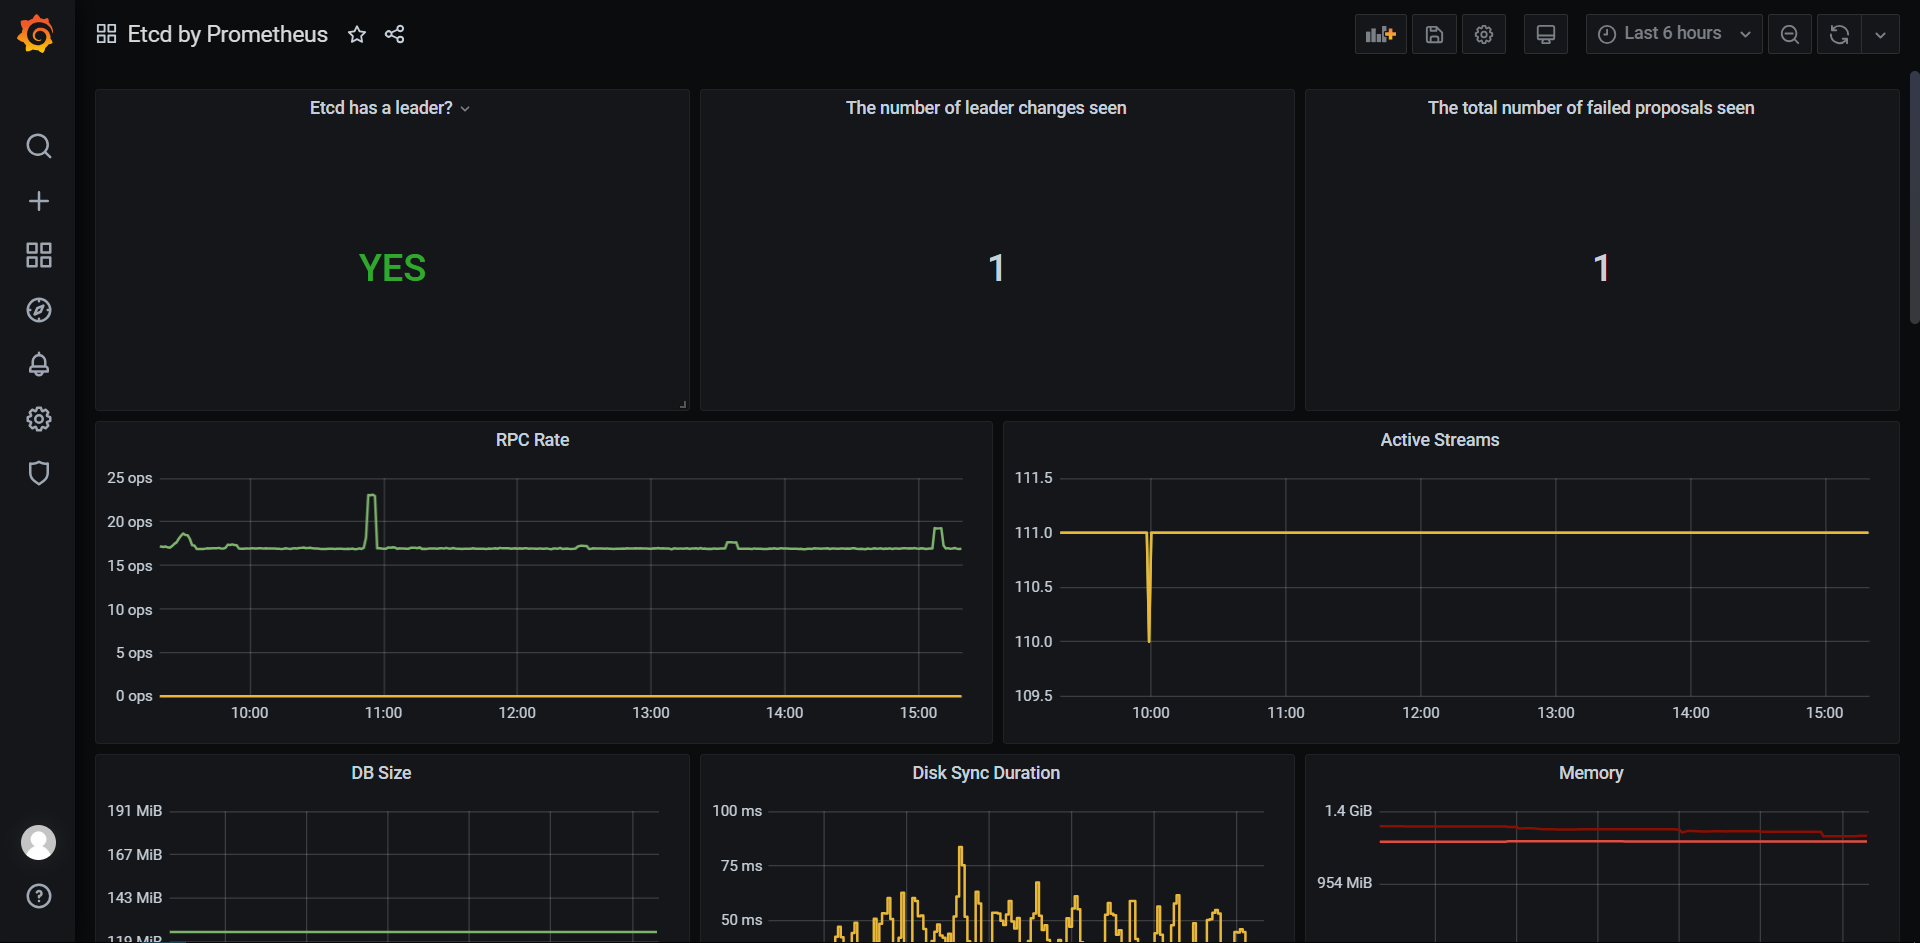 Etcd by Prometheus
Last 6 hours
Etcd has a leader?
YES
The number of leader changes seen
1
The total number of failed proposals seen
1
RPC Rate
25 ops
20 ops
15 ops
10 ops
5 ops
0 ops
10:00 11:00 12:00 13:00 14:00 15:00
Active Streams
111.5
111.0
110.5
110.0
109.5
10:00 11:00 12:00 13:00 14:00 15:00
DB Size
191 MiB
167 MiB
143 MiB
119 MiB
Disk Sync Duration
100 ms
75 ms
50 ms
Memory
1.4 GiB
954 MiB